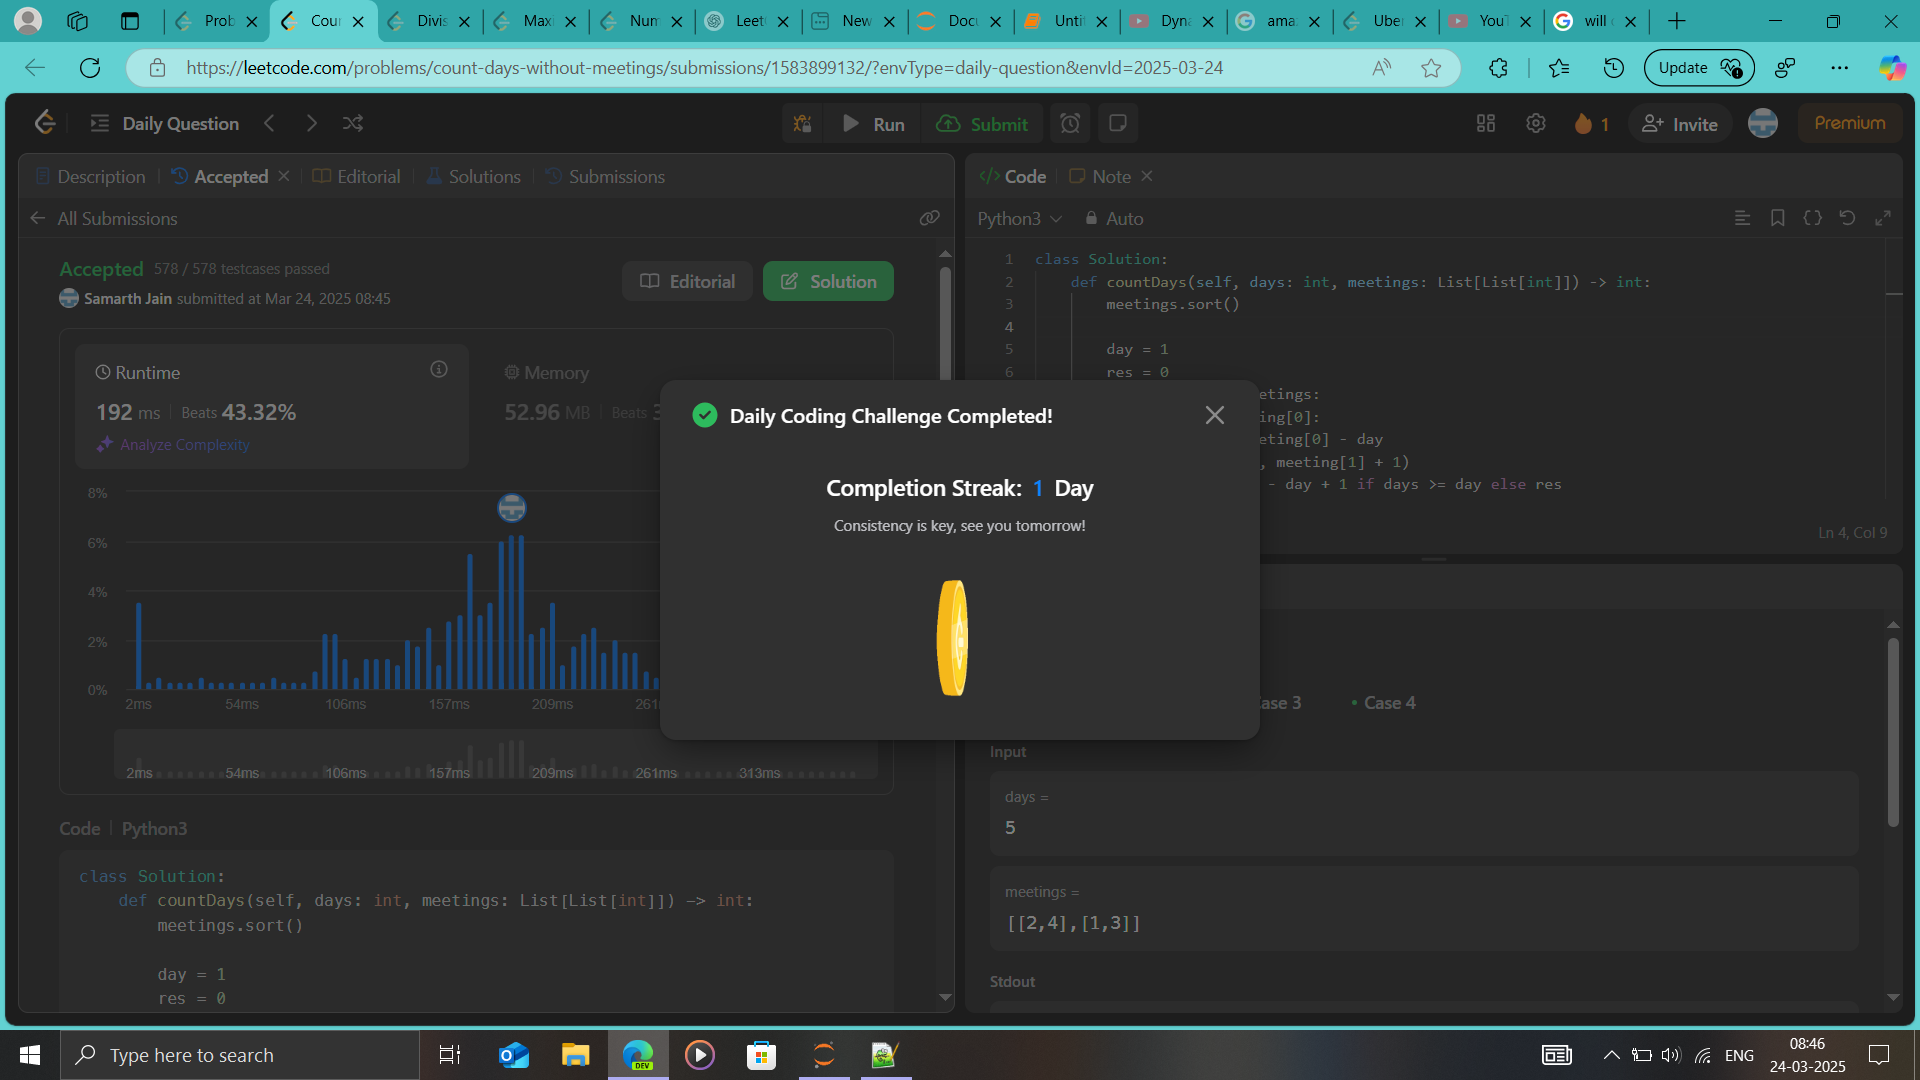 Prob
Cour
Divis
Maxi
Num
Leet
New
Docu
Untit
Dyna
ama
Uber
YouT
will
https://leetcode.com/problems/count-days-without-meetings/submissions/1583899132/?envType=daily-question&envId=2025-03-24
Update
Daily Question
Run
Submit
1
Invite
Premium
Description
Accepted
Editorial
Solutions
Submissions
All Submissions
Accepted 578 / 578 testcases passed
Samarth Jain submitted at Mar 24, 2025 08:45
Editorial
Solution
Runtime
192 ms | Beats 43.32%
Analyze Complexity
Memory
52.96 MB | Beats 3
8%
6%
4%
2%
0%
2ms 54ms 106ms 157ms 209ms 261
2ms 54ms 106ms 157ms 209ms 261ms 313ms
Code | Python3
class Solution:
def countDays(self, days: int, meetings: List[List[int]]) -> int:
meetings.sort()
day = 1
res = 0
Daily Coding Challenge Completed!
Completion Streak: 1 Day
Consistency is key, see you tomorrow!
</> Code
Note
Python3
Auto
1 class Solution:
2 def countDays(self, days: int, meetings: List[List[int]]) -> int:
3 meetings.sort()
4
5 day = 1
6 res = 0
etings:
ing[0]:
eting[0] - day
, meeting[1] + 1)
- day + 1 if days >= day else res
Ln 4, Col 9
ase 3
Case 4
Input
days =
5
meetings =
[[2,4],[1,3]]
Stdout
Type here to search
DEV
ENG
08:46
24-03-2025